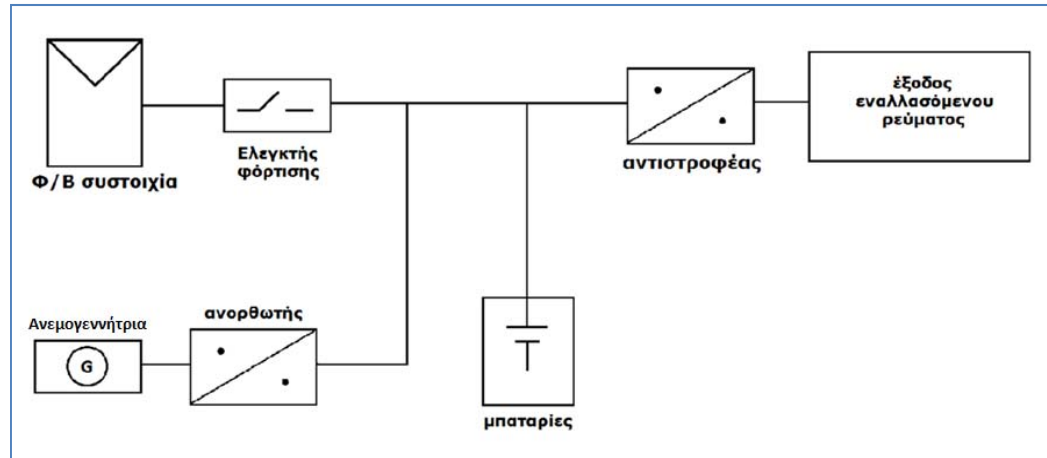 Φ/Β συστοιχία
Ελεγκτής
φόρτισης
αντιστροφέας
έξοδος
εναλλασόμενου
ρεύματος
Ανεμογεννήτρια
G
ανορθωτής
μπαταρίες